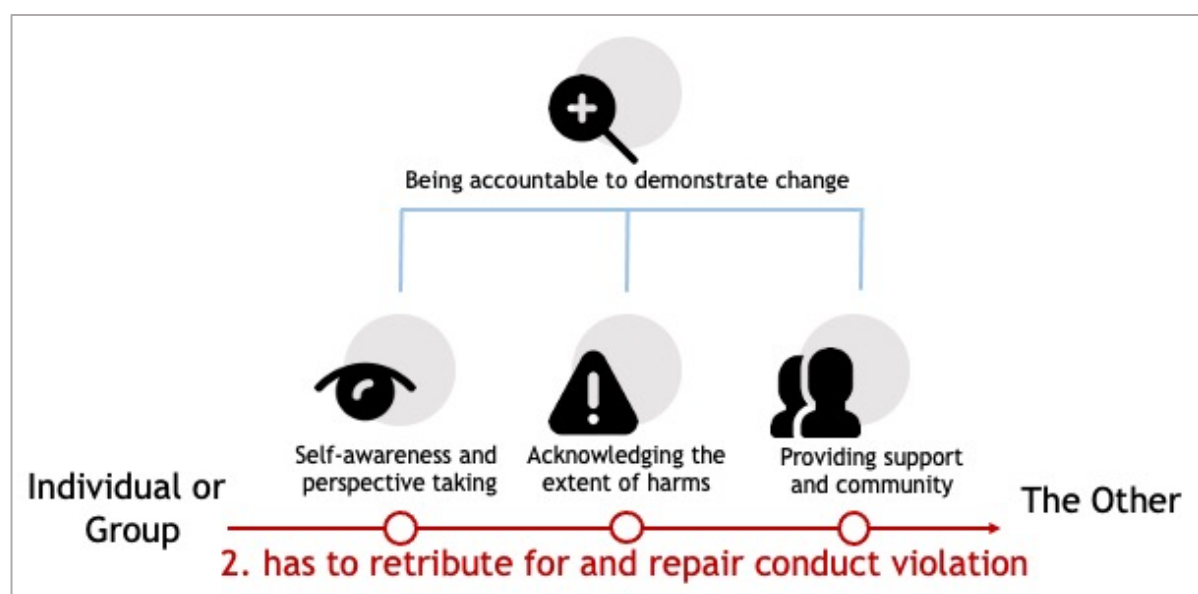 Being accountable to demonstrate change
Self-awareness and
perspective taking
Acknowledging the
extent of harms
Providing support
and community
Individual or
Group
The Other
2. has to retribute for and repair conduct violation